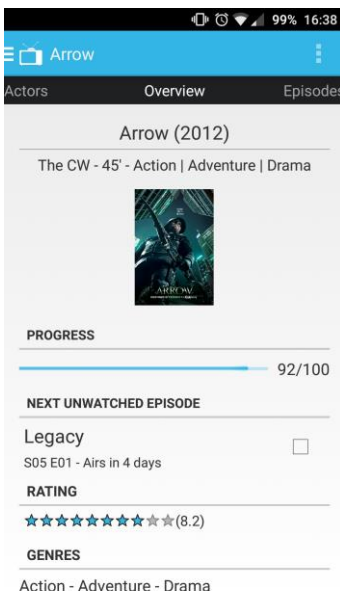 99% 16:38
Arrow
Actors Overview Episodes
Arrow (2012)
The CW - 45' - Action | Adventure | Drama
ARROW
PROGRESS
92/100
NEXT UNWATCHED EPISODE
Legacy
S05 E01 - Airs in 4 days
RATING
(8.2)
GENRES
Action - Adventure - Drama